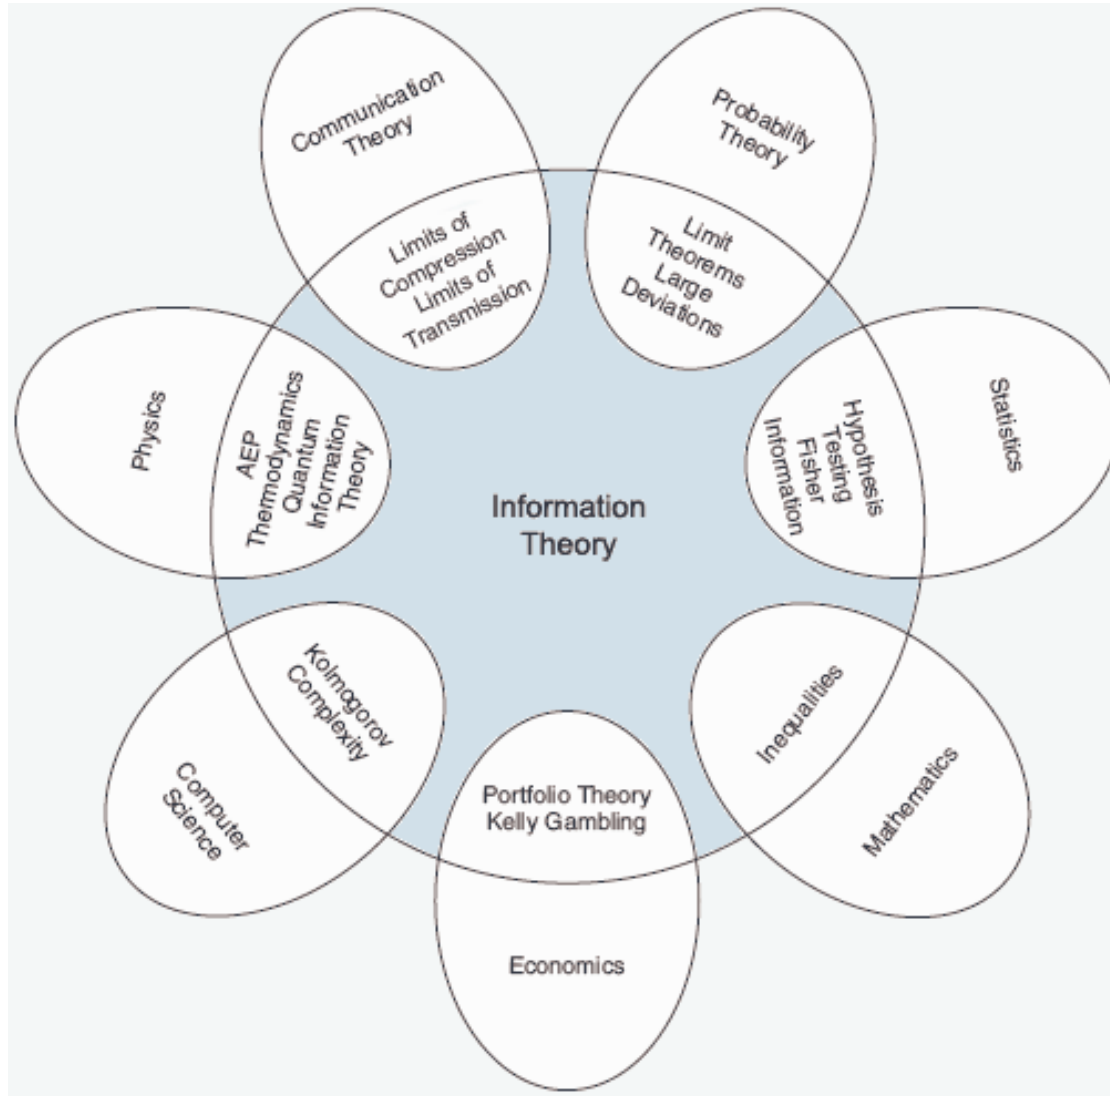 Communication
Theory
Limits of
Compression
Limits of
Transmission
Probability
Theory
Limit
Theorems
Large
Deviations
Physics
AEP
Thermodynamics
Quantum
Information
Theory
Information
Theory
Hypothesis
Testing
Fisher
Information
Statistics
Kolmogorov
Complexity
Computer
Science
Portfolio Theory
Kelly Gambling
Economics
Inequalities
Mathematics